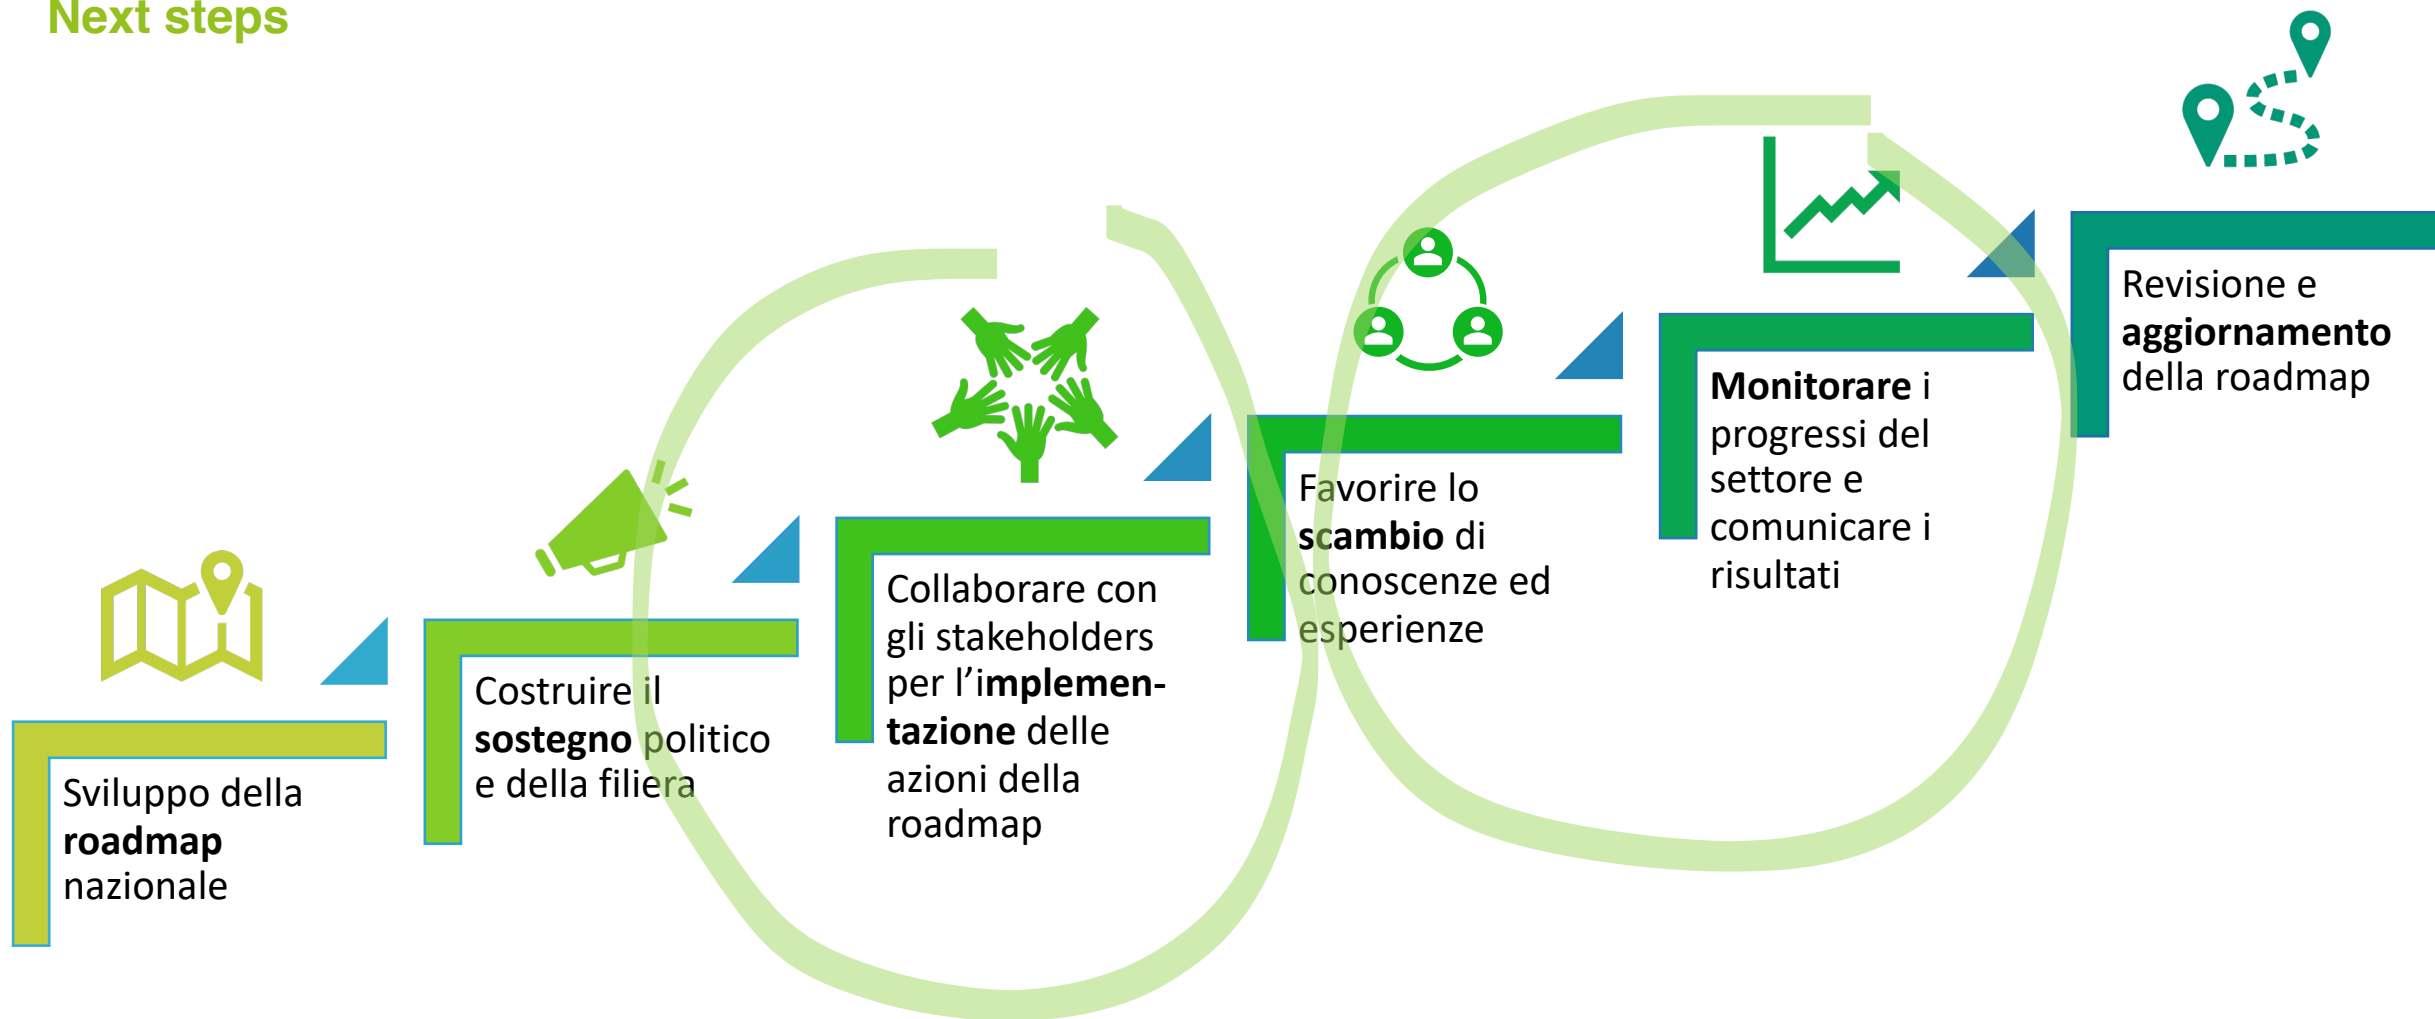 Next steps
Sviluppo della
roadmap
nazionale
Costruire il
sostegno politico
e della filiera
Collaborare con
gli stakeholders
per l’implemen-
tazione delle
azioni della
roadmap
Favorire lo
scambio di
conoscenze ed
esperienze
Monitorare i
progressi del
settore e
comunicare i
risultati
Revisione e
aggiornamento
della roadmap